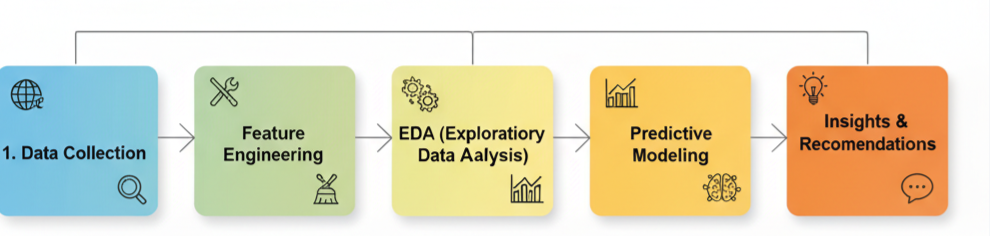 1. Data Collection
Feature
Engineering
EDA (Exploratiory
Data Aalysis)
Predictive
Modeling
Insights &
Recomendations